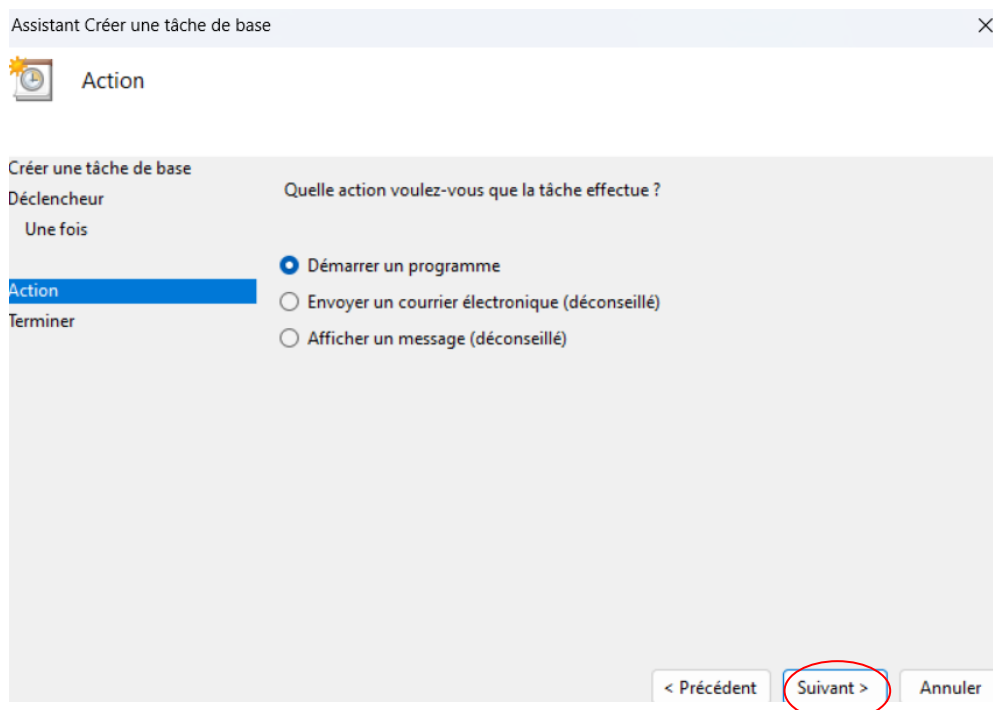 Assistant Créer une tâche de base
Action
Créer une tâche de base
Déclencheur
Une fois
Action
Terminer
Quelle action voulez-vous que la tâche effectue ?
Démarrer un programme
Envoyer un courrier électronique (déconseillé)
Afficher un message (déconseillé)
< Précédent
Suivant >
Annuler